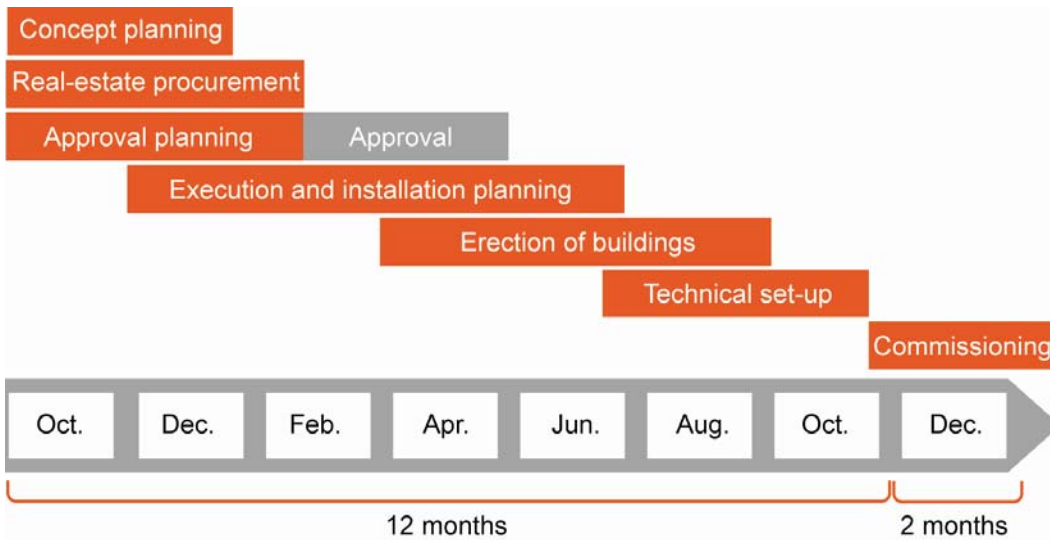 Concept planning
Real-estate procurement
Approval planning
Approval
Execution and installation planning
Erection of buildings
Technical set-up
Commissioning
Oct.
Dec.
Feb.
Apr.
Jun.
Aug.
Oct.
Dec.
12 months
2 months